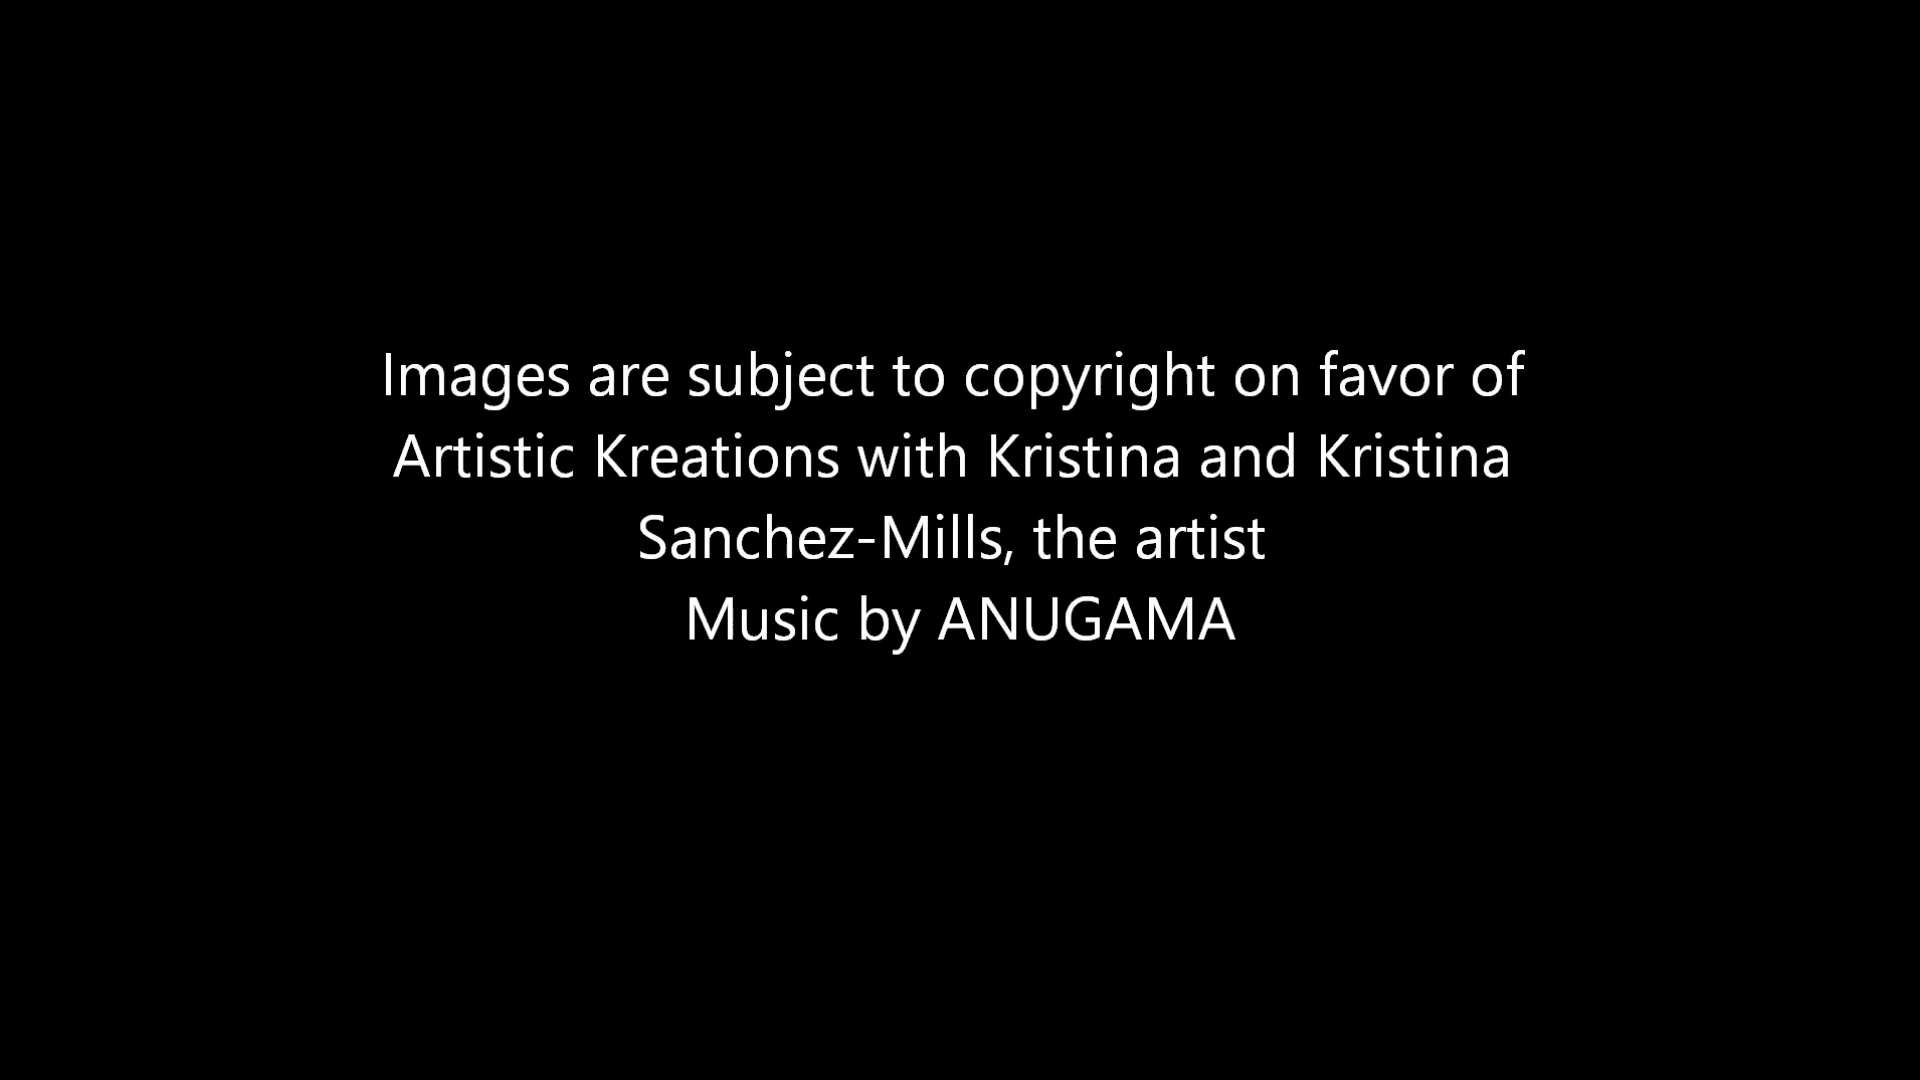 Images are subject to copyright on favor of
Artistic Kreations with Kristina and Kristina
Sanchez-Mills, the artist
Music by ANUGAMA